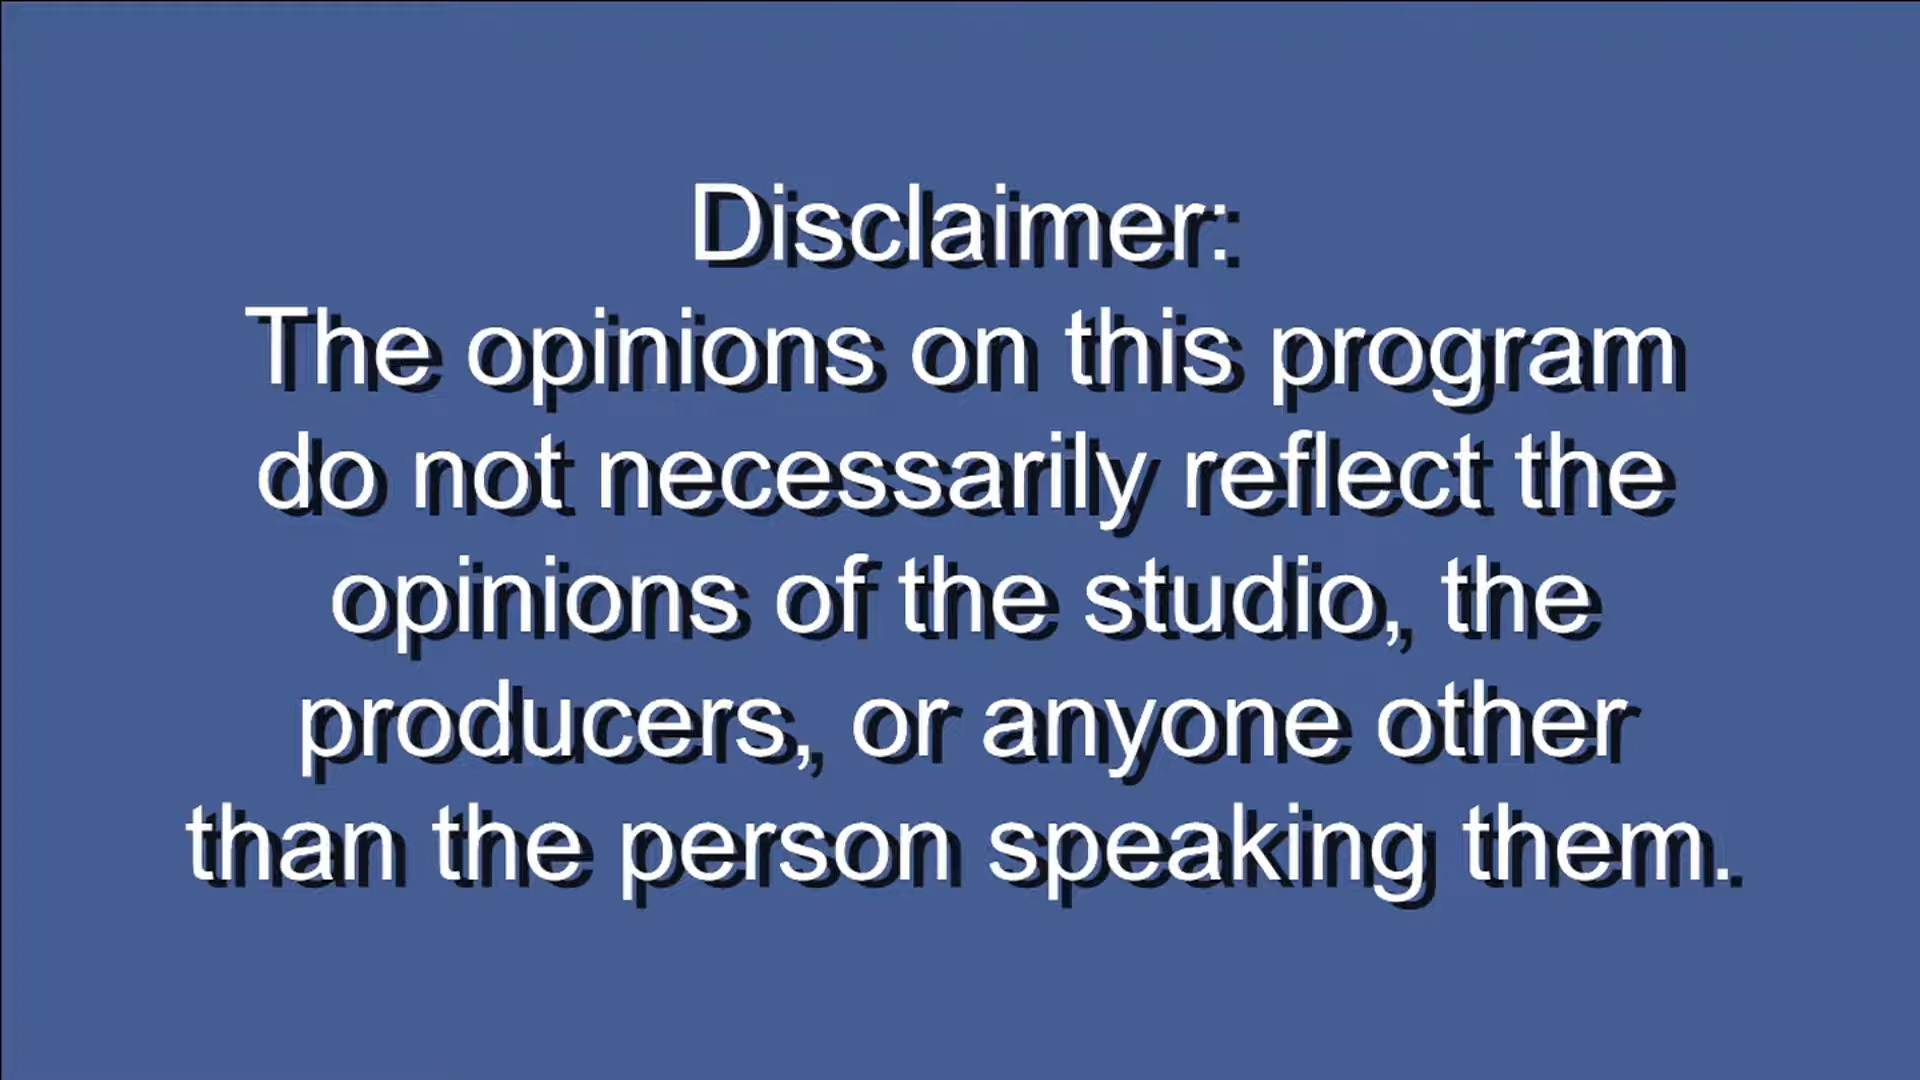 Disclaimer:
The opinions on this program
do not necessarily reflect the
opinions of the studio, the
producers, or anyone other
than the person speaking them.